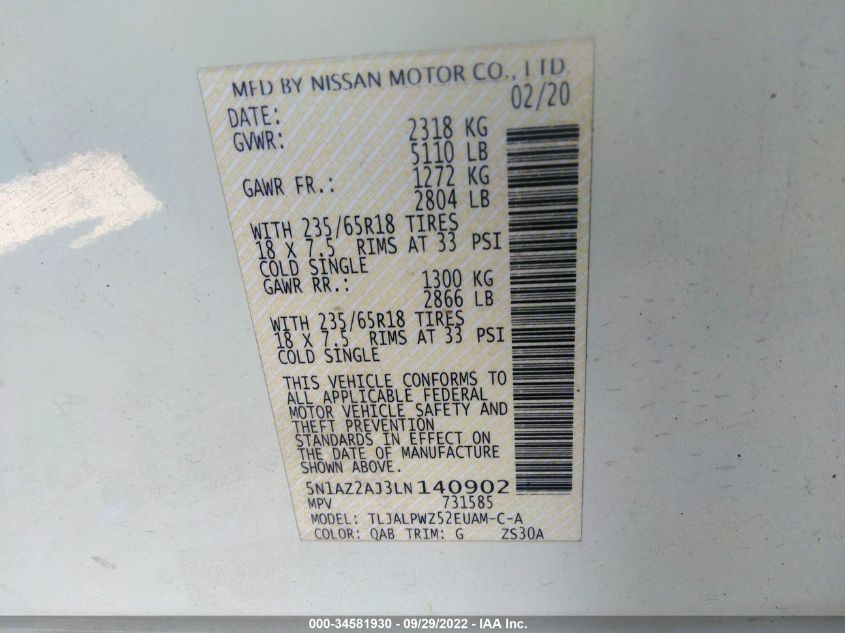 MFD BY NISSAN MOTOR CO., LTD.
DATE: 02/20
GVWR: 2318 KG
5110 LB
GAWR FR.: 1272 KG
2804 LB
WITH 235/65R18 TIRES
18 X 7.5 RIMS AT 33 PSI
COLD SINGLE
GAWR RR.: 1300 KG
2866 LB
WITH 235/65R18 TIRES
18 X 7.5 RIMS AT 33 PSI
COLD SINGLE
THIS VEHICLE CONFORMS TO
ALL APPLICABLE FEDERAL
MOTOR VEHICLE SAFETY AND
THEFT PREVENTION
STANDARDS IN EFFECT ON
THE DATE OF MANUFACTURE
SHOWN ABOVE.
5N1AZ2AJ3LN140902
MPV 731585
MODEL: TLJALPWZ52EUAM-C-A
COLOR: QAB TRIM: G ZS30A
000-34581930 - 09/29/2022 - IAA Inc.